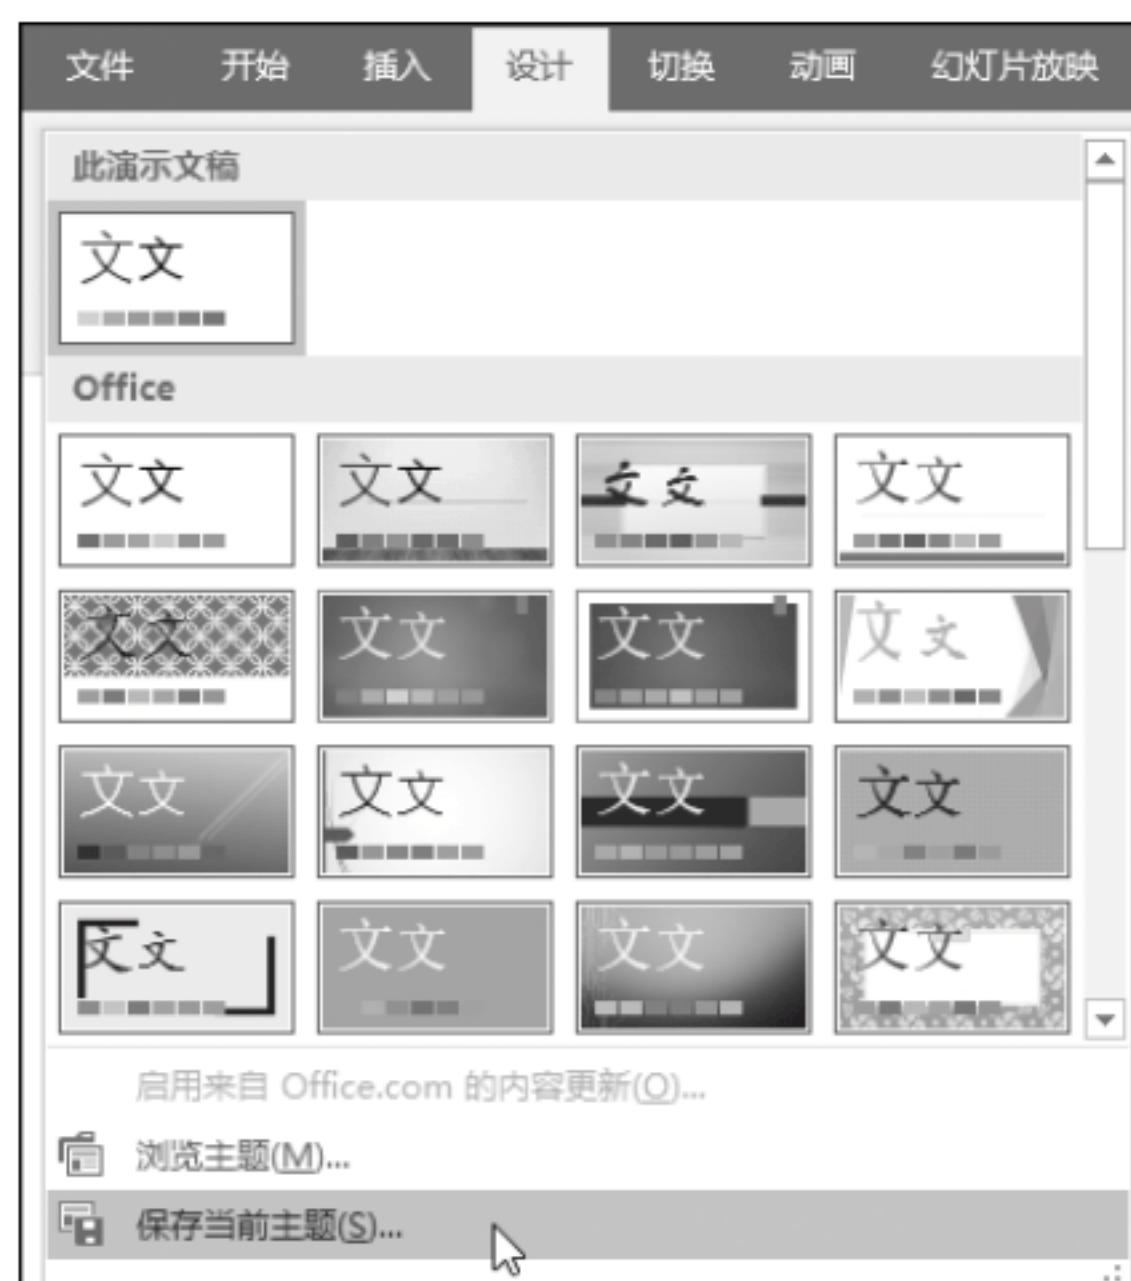 文件 开始 插入 设计 切换 动画 幻灯片放映
此演示文稿
文文
Office
文文 文文 文文 文文
文文 文文 文文 文文
文文 文文 文文 文文
文文 文文 文文 文文
启用来自 Office.com 的内容更新(O)...
浏览主题(M)...
保存当前主题(S)...